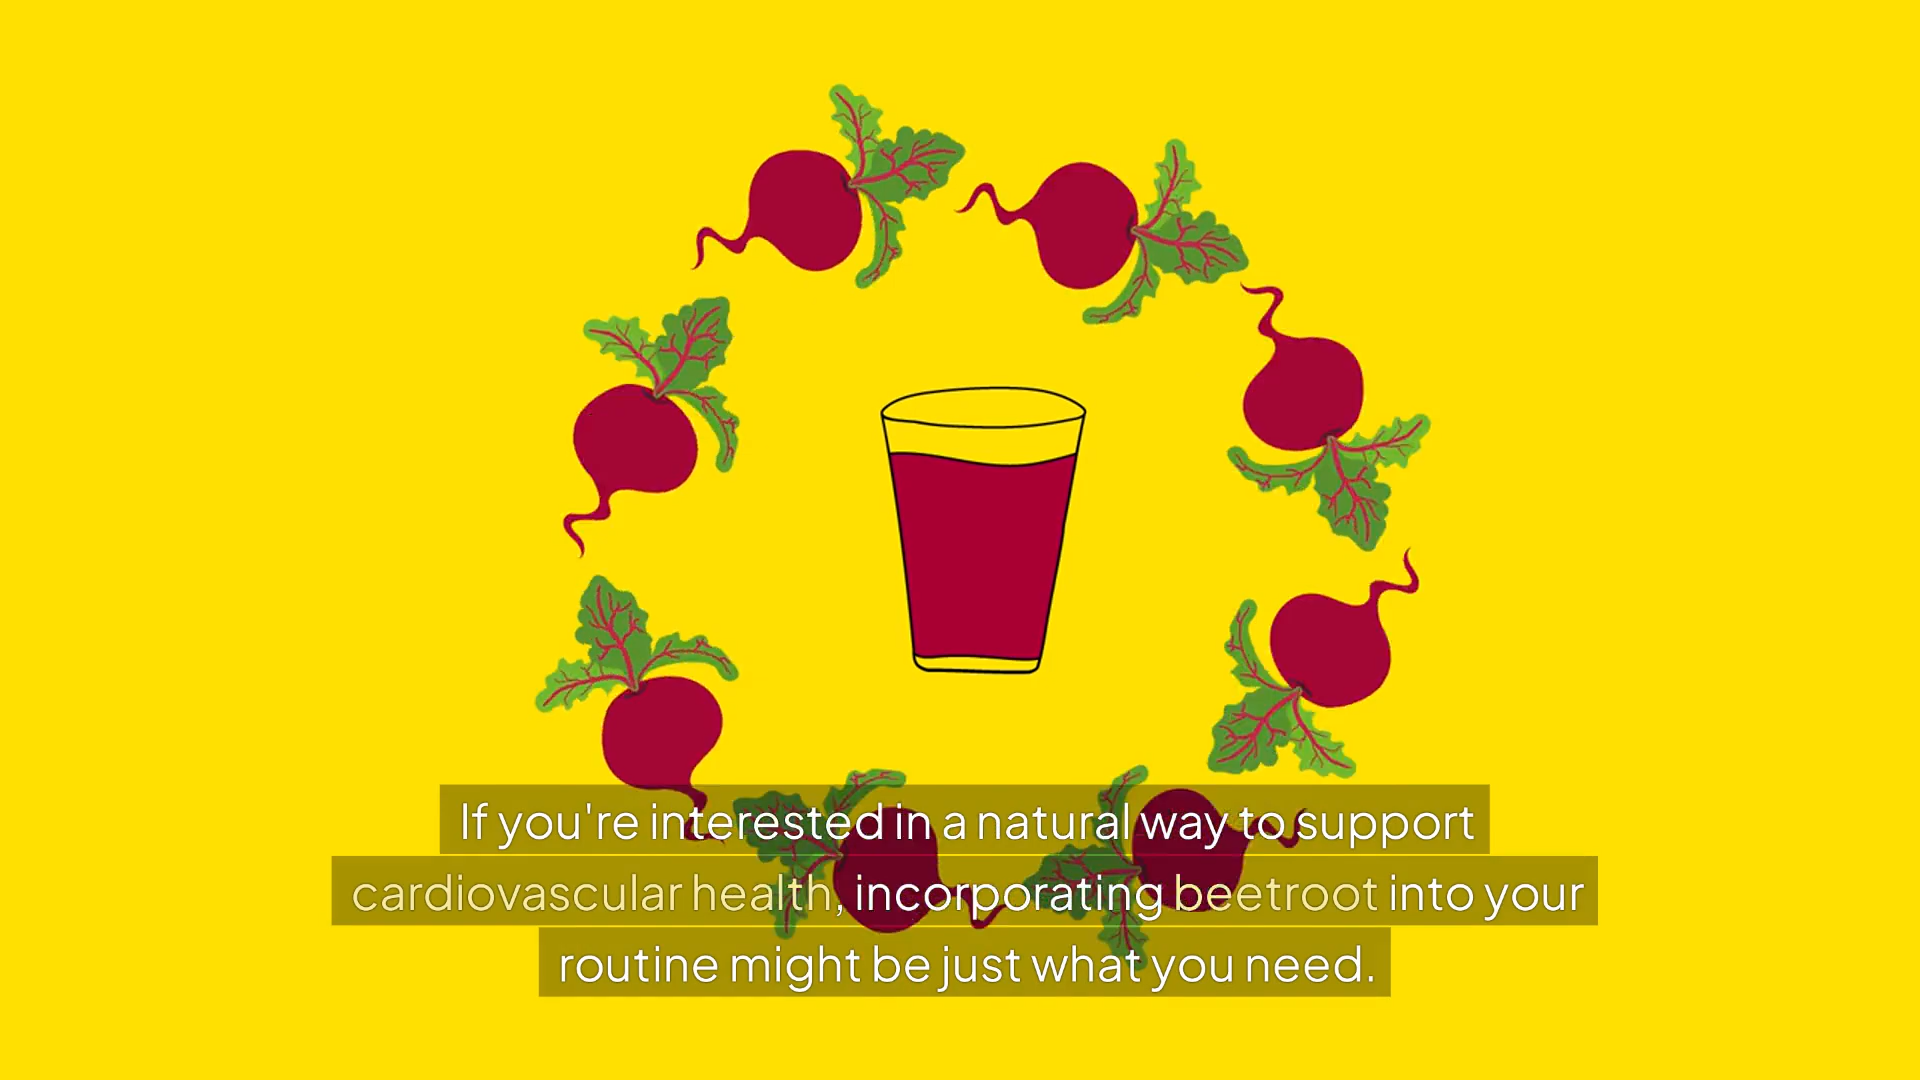 If you're interested in a natural way to support
cardiovascular health, incorporating beetroot into your
routine might be just what you need.